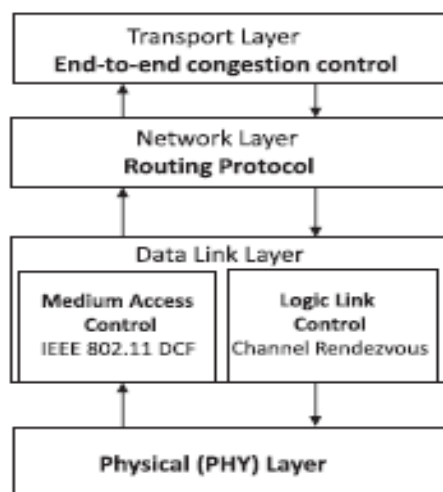 Transport Layer
End-to-end congestion control
Network Layer
Routing Protocol
Data Link Layer
Medium Access
Control
IEEE 802.11 DCF
Logic Link
Control
Channel Rendezvous
Physical (PHY) Layer